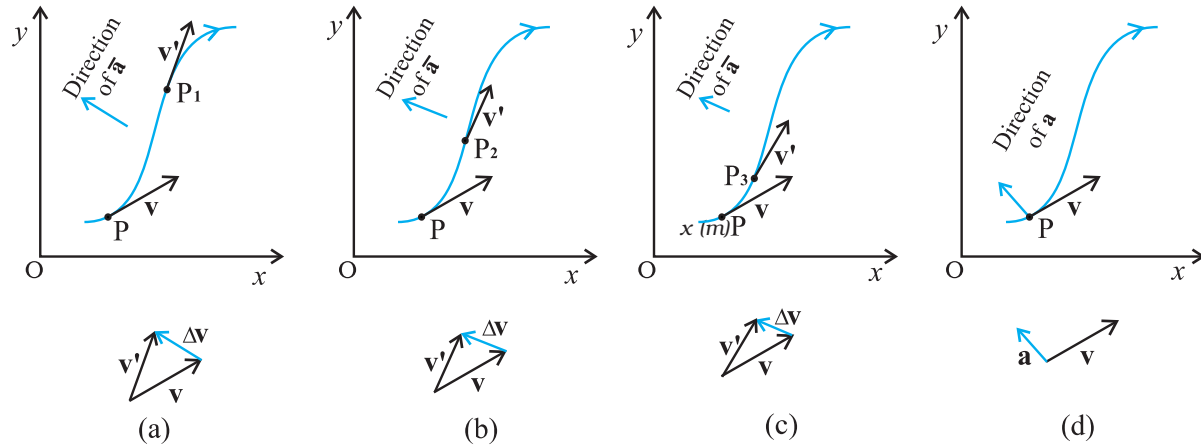 y
Direction
of a̅
v'
P₁
P
v
O
x
Δv
v'
v
(a)
y
Direction
of a̅
v'
P₂
P
v
O
x
Δv
v'
v
(b)
y
Direction
of a̅
v'
P₃
x (m)P
v
O
x
Δv
v'
v
(c)
y
Direction
of a
P
v
O
x
a
v
(d)